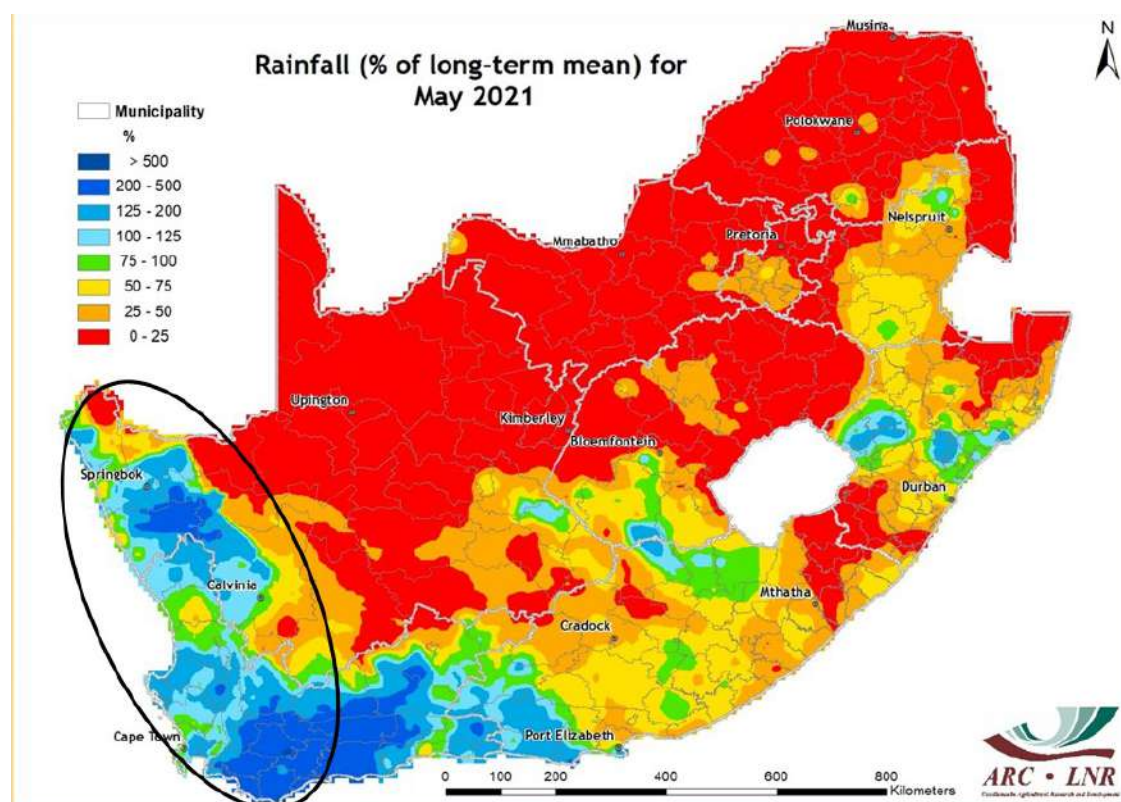 Rainfall (% of long-term mean) for
May 2021
N
Municipality
%
> 500
200 - 500
125 - 200
100 - 125
75 - 100
50 - 75
25 - 50
0 - 25
Musina
Polokwane
Nelspruit
Pretoria
Mmabatho
Upington
Kimberley
Bloemfontein
Springbok
Durban
Calvinia
Mthatha
Cradock
Cape Town
Port Elizabeth
0 100 200 400 600 800
Kilometers
ARC • LNR